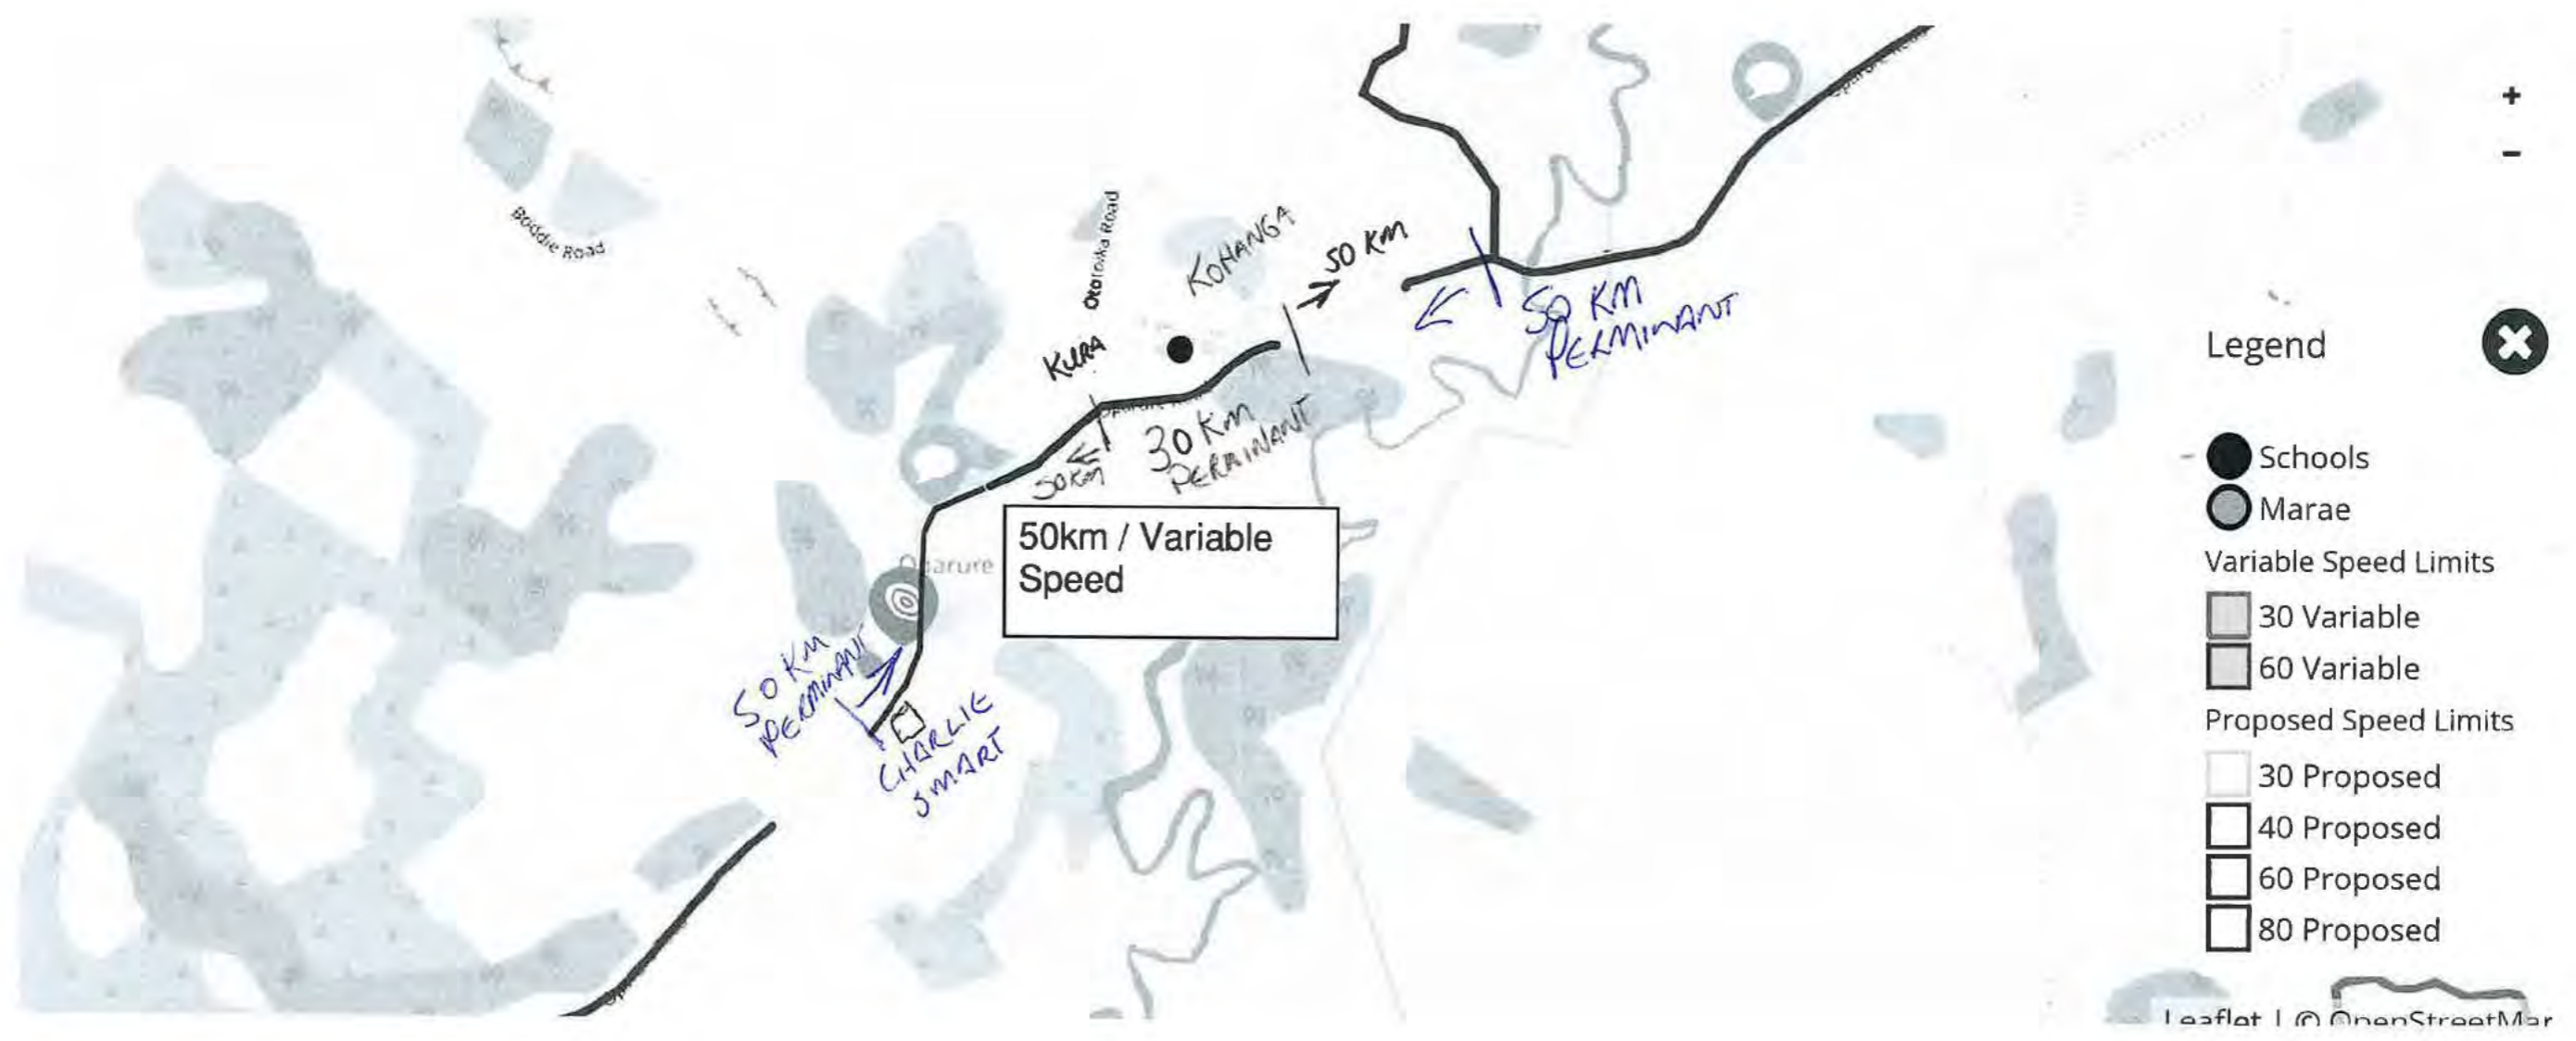 Boddie Road
Otorohia Road
KOHANGA
50 KM
KURA
50 KM
PERMINANT
30 KM
PERMINANT
50KM
50km / Variable
Speed
50 KM
PERMINANT
CHARLIE
SMART
+
−
Legend
Schools
Marae
Variable Speed Limits
30 Variable
60 Variable
Proposed Speed Limits
30 Proposed
40 Proposed
60 Proposed
80 Proposed
Leaflet | © OpenStreetMap